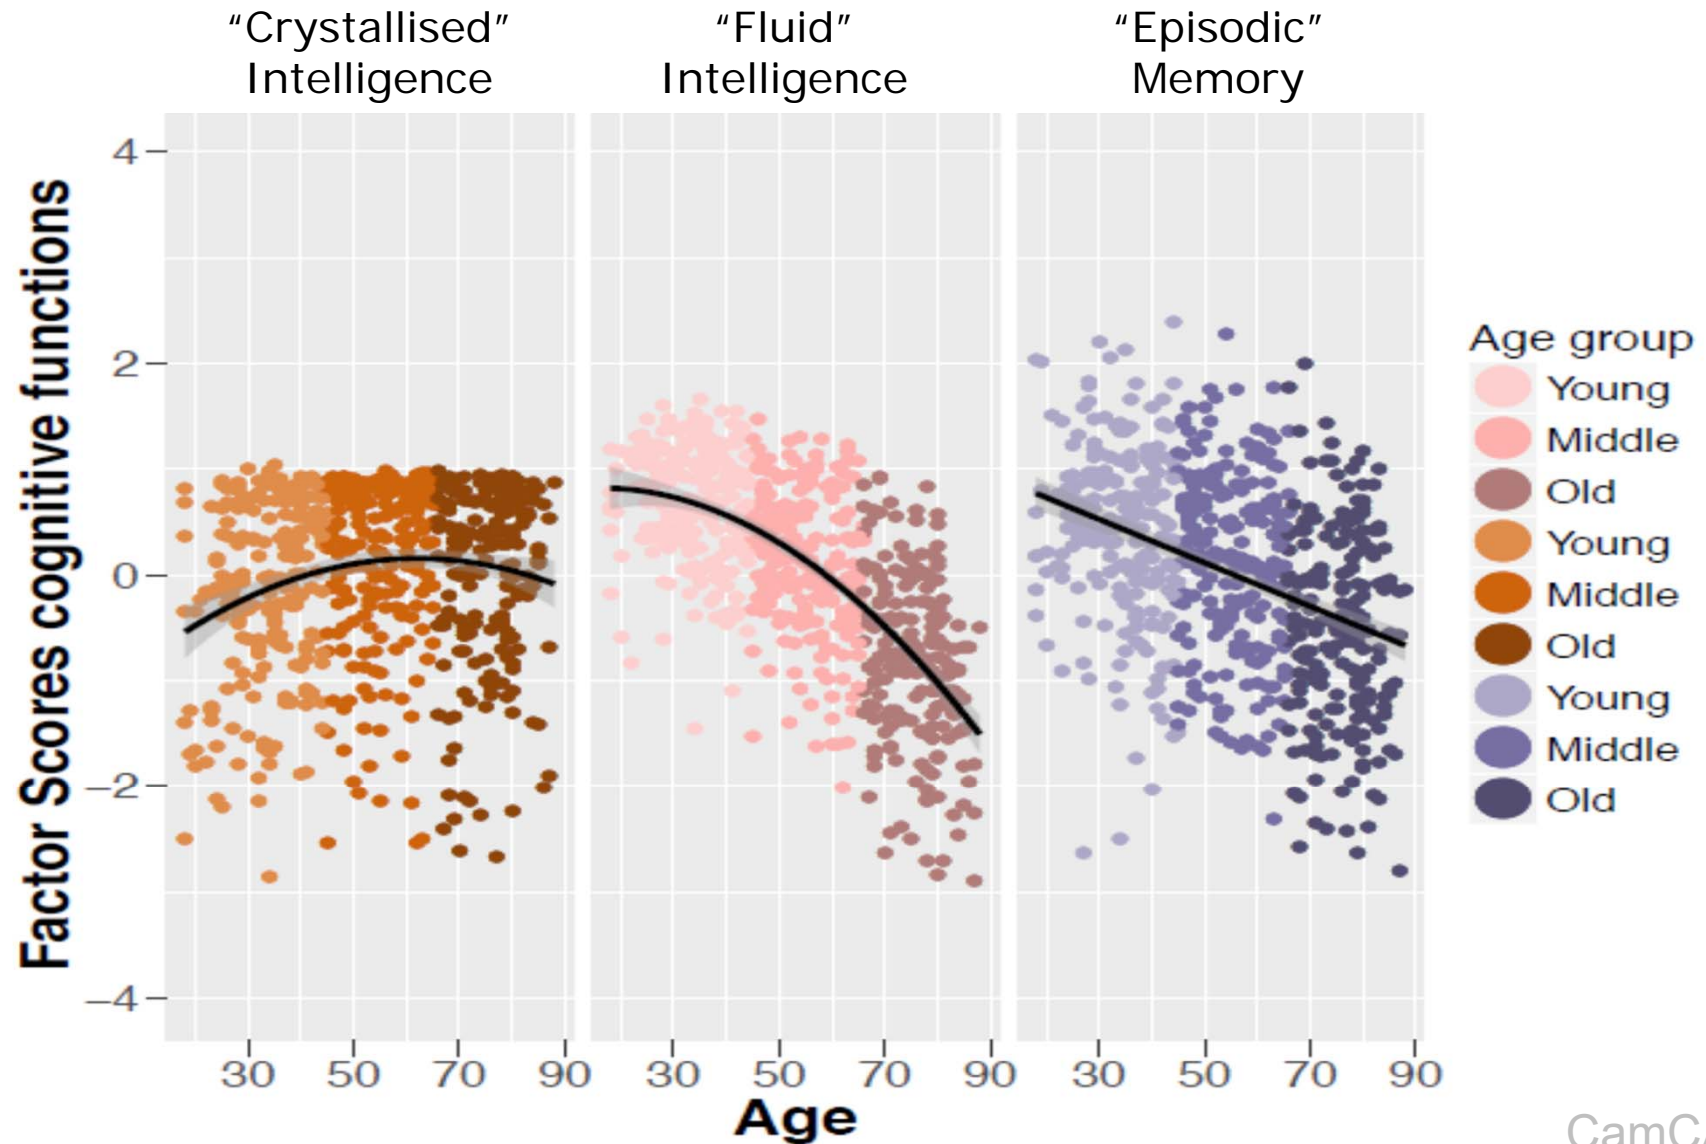 “Crystallised”
Intelligence
“Fluid”
Intelligence
“Episodic”
Memory
Factor Scores cognitive functions
4
2
0
−2
−4
30 50 70 90
30 50 70 90
30 50 70 90
Age
Age group
Young
Middle
Old
Young
Middle
Old
Young
Middle
Old